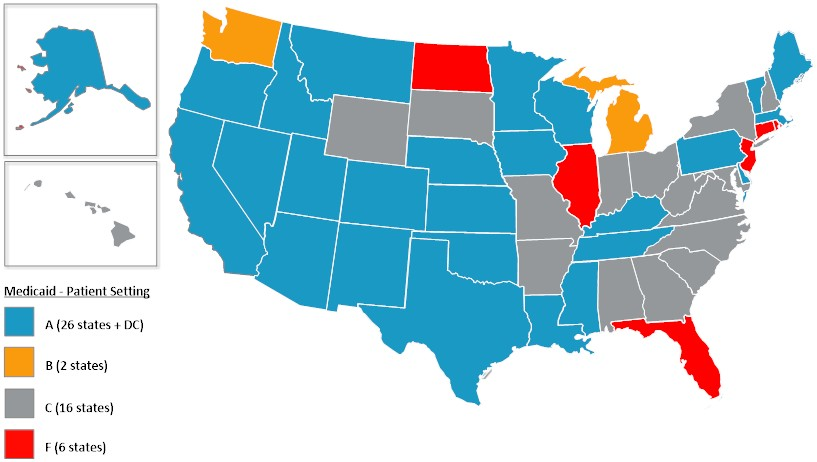 Medicaid - Patient Setting
A (26 states + DC)
B (2 states)
C (16 states)
F (6 states)